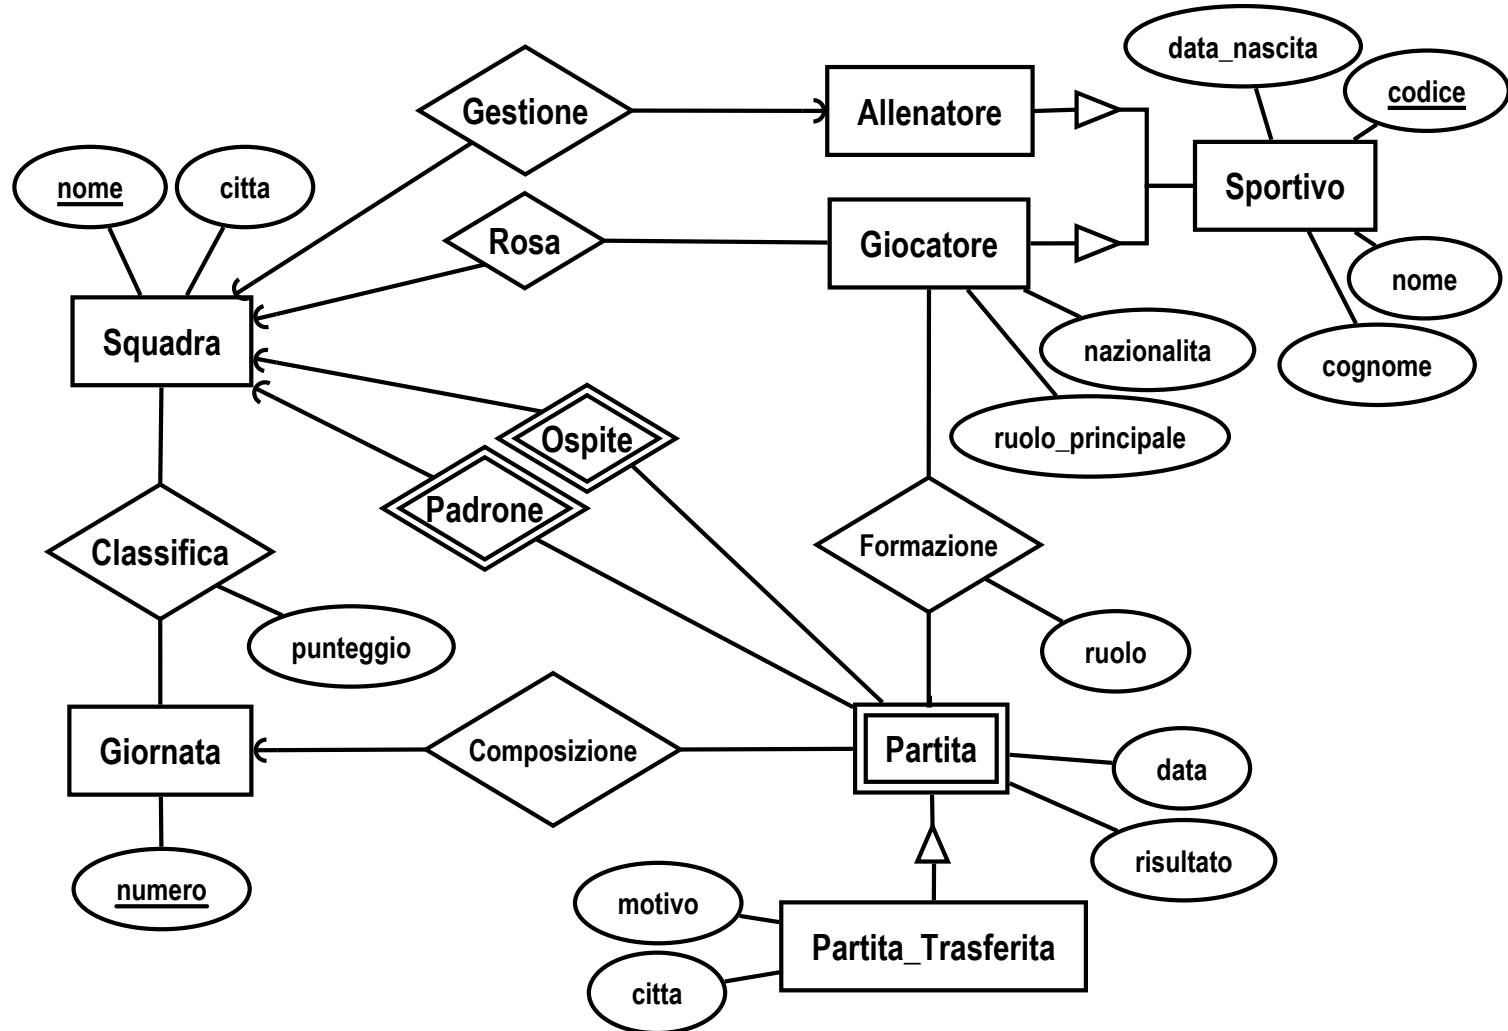 data_nascita
codice
Gestione
Allenatore
nome
citta
Sportivo
Rosa
Giocatore
nome
Squadra
nazionalita
cognome
ruolo_principale
Ospite
Padrone
Classifica
Formazione
punteggio
ruolo
Giornata
Composizione
Partita
data
risultato
numero
motivo
Partita_Trasferita
citta